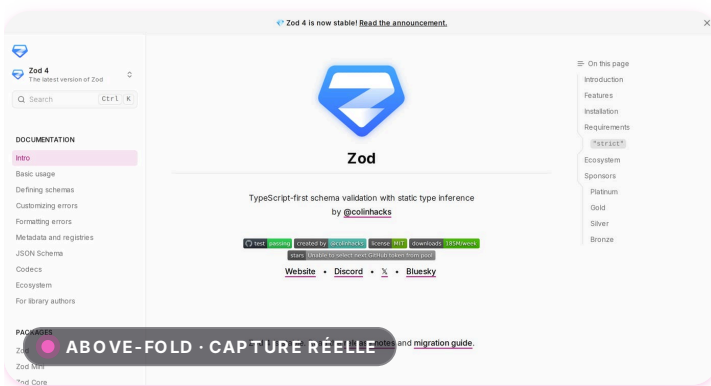 💎 Zod 4 is now stable! Read the announcement.
Zod 4
The latest version of Zod
Search Ctrl K
DOCUMENTATION
Intro
Basic usage
Defining schemas
Customizing errors
Formatting errors
Metadata and registries
JSON Schema
Codecs
Ecosystem
For library authors
PACKAGES
Zod
Zod Mini
Zod Core
Zod
TypeScript-first schema validation with static type inference
by @colinhacks
test passing created by @colinhacks license MIT downloads 185M/week
stars Unable to select next GitHub token from pool
Website • Discord • 𝕏 • Bluesky
notes and migration guide.
ABOVE-FOLD · CAPTURE RÉELLE
On this page
Introduction
Features
Installation
Requirements
"strict"
Ecosystem
Sponsors
Platinum
Gold
Silver
Bronze